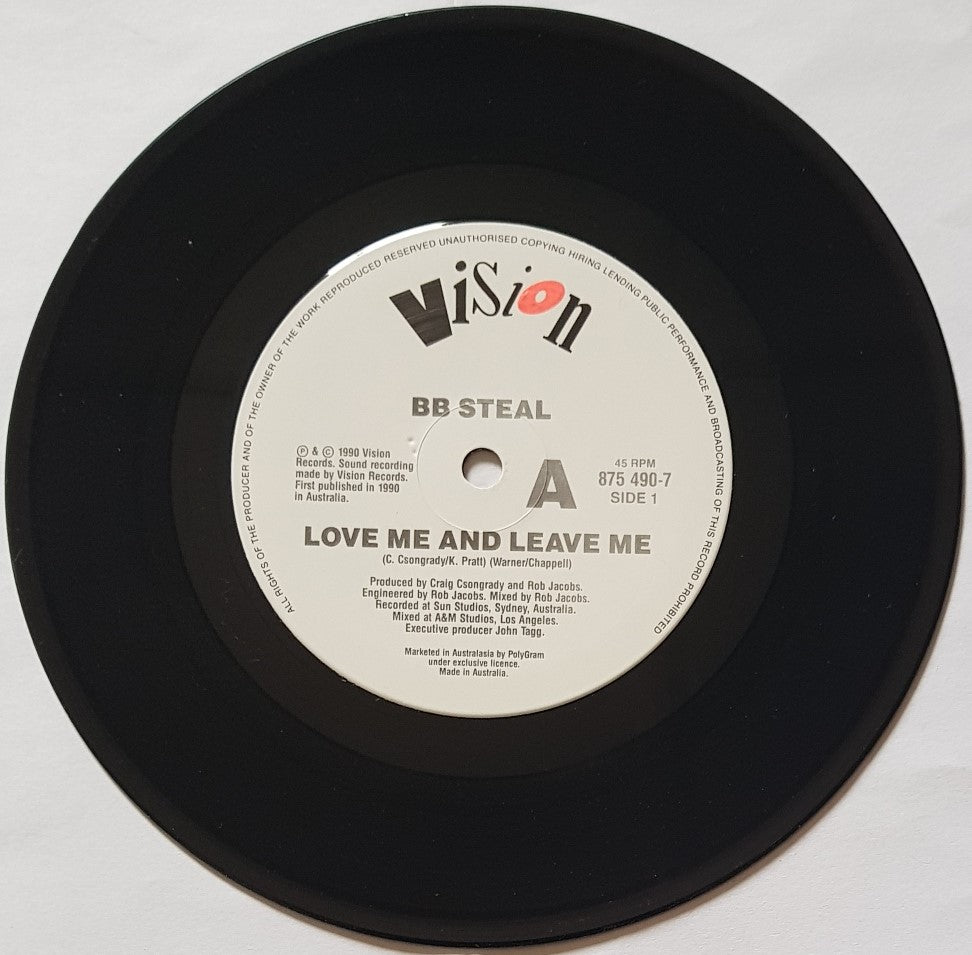 ALL RIGHTS OF THE PRODUCER AND OF THE OWNER OF THE WORK REPRODUCED RESERVED UNAUTHORISED COPYING HIRING LENDING PUBLIC PERFORMANCE AND BROADCASTING OF THIS RECORD PROHIBITED
Vision
BB STEAL
Ⓟ & © 1990 Vision
Records. Sound recording
made by Vision Records.
First published in 1990
in Australia.
A
45 RPM
875 490-7
SIDE 1
LOVE ME AND LEAVE ME
(C. Csongrady/K. Pratt) (Warner/Chappell)
Produced by Craig Csongrady and Rob Jacobs.
Engineered by Rob Jacobs. Mixed by Rob Jacobs.
Recorded at Sun Studios, Sydney, Australia.
Mixed at A&M Studios, Los Angeles.
Executive producer John Tagg.
Marketed in Australasia by PolyGram
under exclusive licence.
Made in Australia.